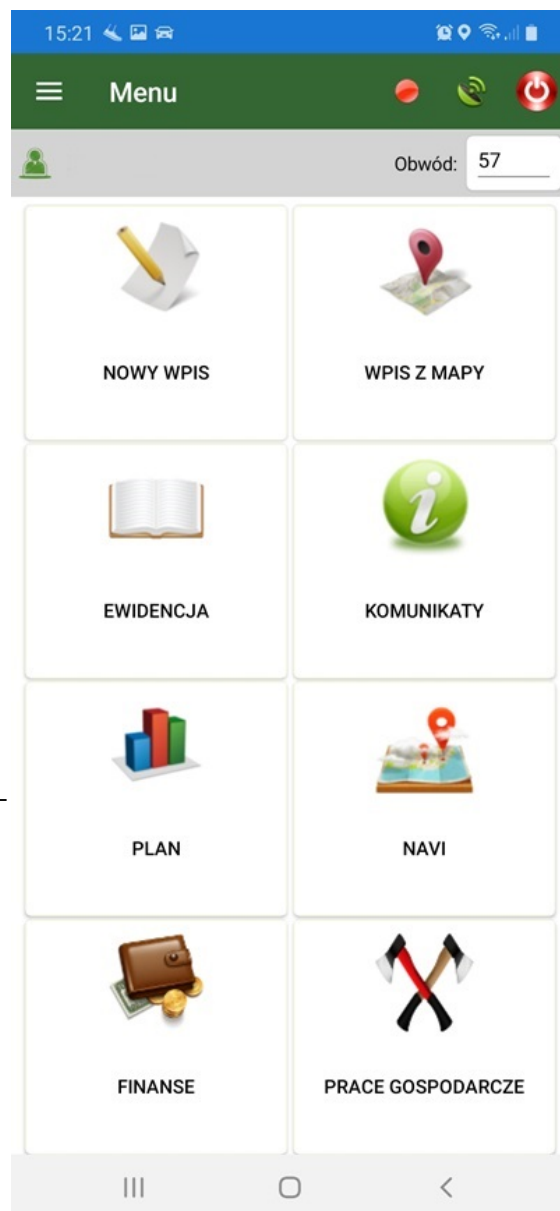 15:21
Menu
Obwód: 57
NOWY WPIS
WPIS Z MAPY
EWIDENCJA
KOMUNIKATY
PLAN
NAVI
FINANSE
PRACE GOSPODARCZE